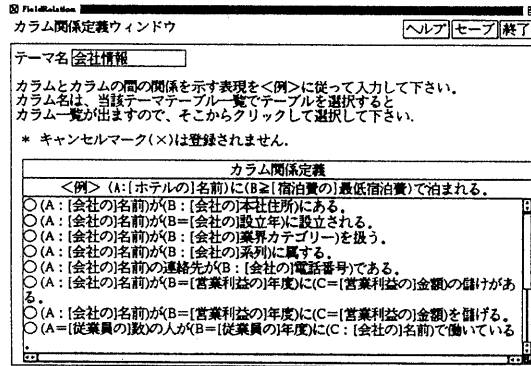 FieldRelation
カラム関係定義ウィンドウ ヘルプ セーブ 終了
テーマ名 会社情報
カラムとカラムの間の関係を示す表現を<例>に従って入力して下さい。
カラム名は、当該テーマテーブル一覧でテーブルを選択すると
カラム一覧が出ますので、そこからクリックして選択して下さい.
* キャンセルマーク(×)は登録されません.
カラム関係定義
<例> (A:[ホテルの]名前)に(B≧[宿泊費の]最低宿泊費)で泊まれる。
○(A:[会社の]名前)が(B:[会社の]本社住所)にある。
○(A:[会社の]名前)が(B=[会社の]設立年)に設立される。
○(A:[会社の]名前)が(B:[会社の]業界カテゴリー)を扱う。
○(A:[会社の]名前)が(B:[会社の]系列)に属する。
○(A:[会社の]名前)の連絡先が(B:[会社の]電話番号)である。
○(A:[会社の]名前)が(B=[営業利益の]年度)に(C=[営業利益の]金額)の儲けがあ
る。
○(A:[会社の]名前)が(B=[営業利益の]年度)に(C=[営業利益の]金額)を儲ける。
○(A=[従業員の]数)の人が(B=[従業員の]年度)に(C:[会社の]名前)で働いている
。